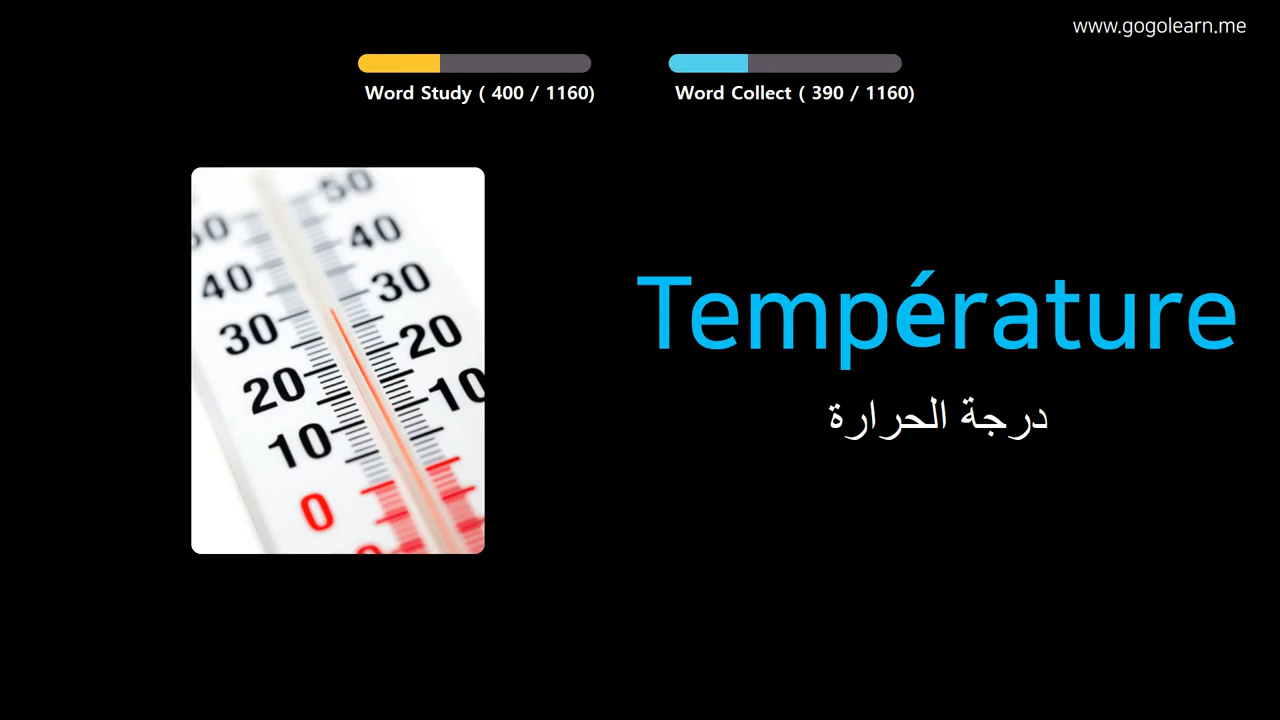 www.gogolearn.me
Word Study ( 400 / 1160)
Word Collect ( 390 / 1160)
50
40
40
30
30
20
20
10
10
0
Température
درجة الحرارة